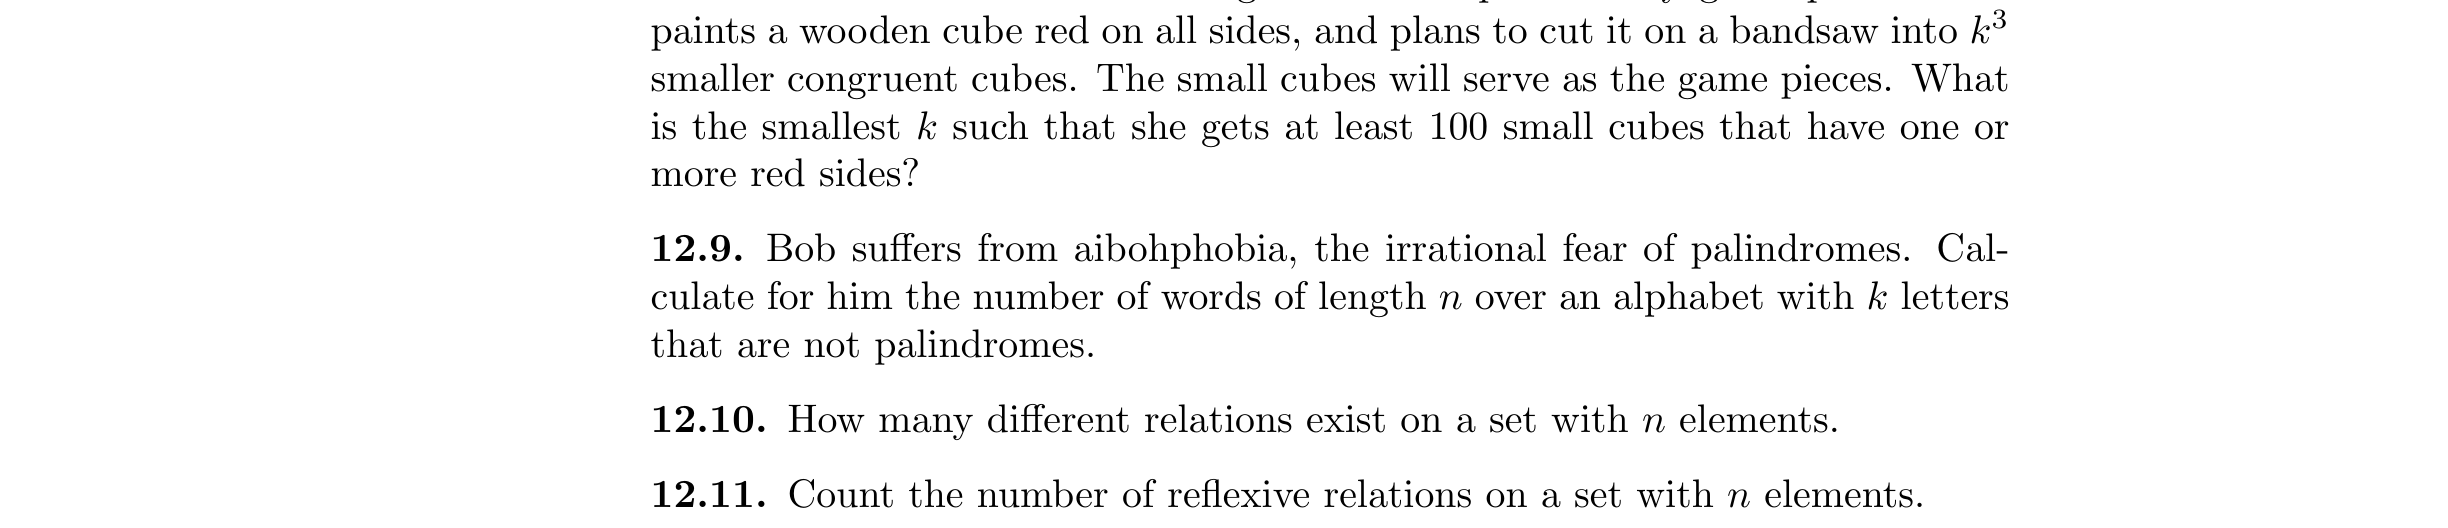 paints a wooden cube red on all sides, and plans to cut it on a bandsaw into k³
smaller congruent cubes. The small cubes will serve as the game pieces. What
is the smallest k such that she gets at least 100 small cubes that have one or
more red sides?
12.9. Bob suffers from aibohphobia, the irrational fear of palindromes. Cal-
culate for him the number of words of length n over an alphabet with k letters
that are not palindromes.
12.10. How many different relations exist on a set with n elements.
12.11. Count the number of reflexive relations on a set with n elements.